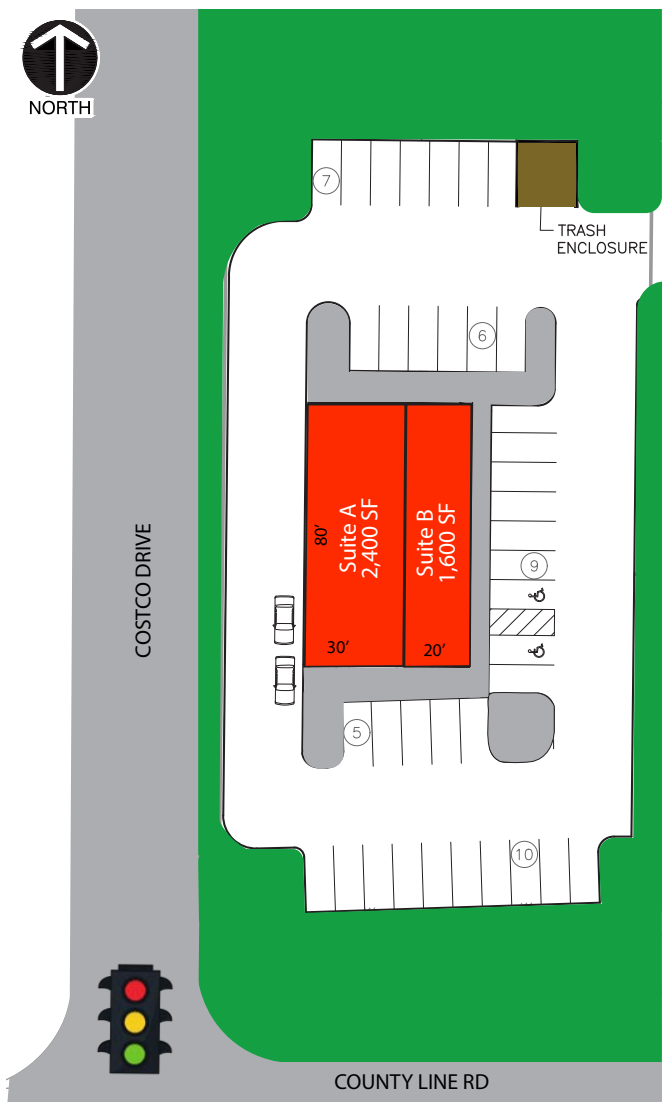 NORTH
7
TRASH
ENCLOSURE
6
Suite A
2,400 SF
80'
30'
Suite B
1,600 SF
20'
9
COSTCO DRIVE
5
10
COUNTY LINE RD